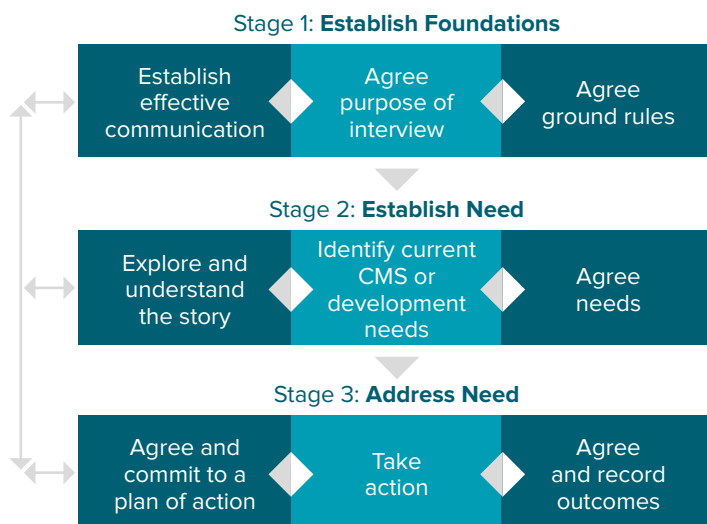 Stage 1: Establish Foundations
Establish
effective
communication
Agree
purpose of
interview
Agree
ground rules
Stage 2: Establish Need
Explore and
understand
the story
Identify current
CMS or
development
needs
Agree
needs
Stage 3: Address Need
Agree and
commit to a
plan of action
Take
action
Agree
and record
outcomes